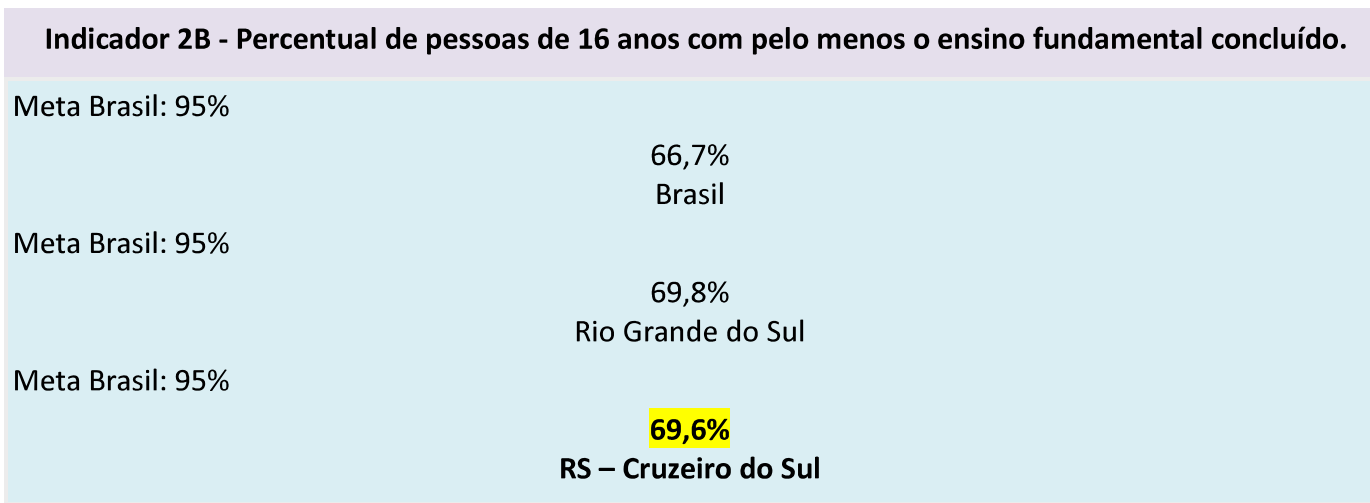 Indicador 2B - Percentual de pessoas de 16 anos com pelo menos o ensino fundamental concluído.
Meta Brasil: 95%
66,7%
Brasil
Meta Brasil: 95%
69,8%
Rio Grande do Sul
Meta Brasil: 95%
69,6%
RS – Cruzeiro do Sul